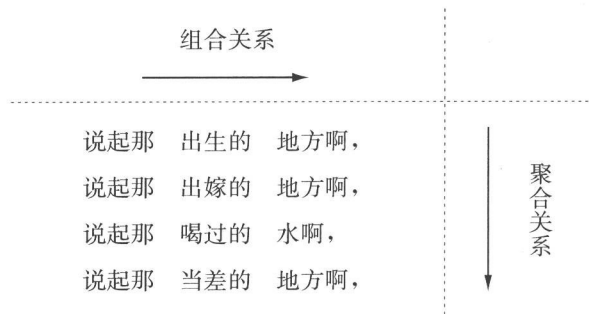 组合关系
说起那 出生的 地方啊，
说起那 出嫁的 地方啊，
说起那 喝过的 水啊，
说起那 当差的 地方啊，
聚合关系